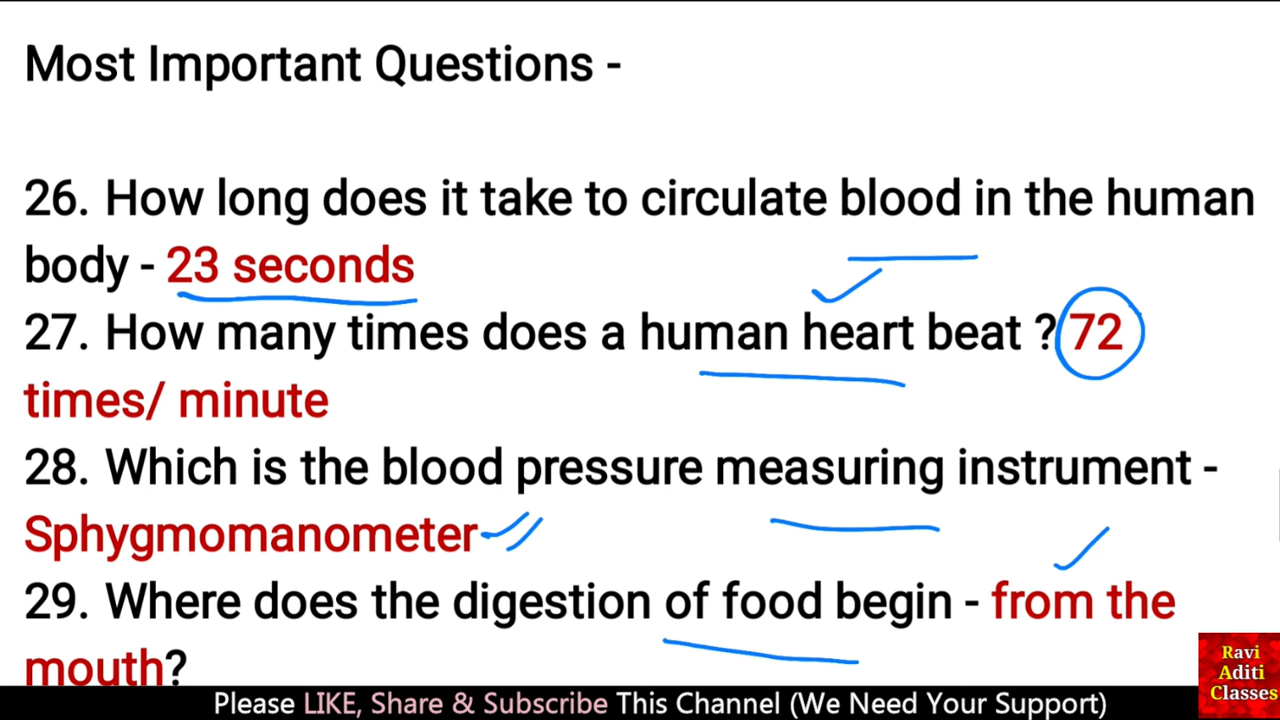 Most Important Questions -
26. How long does it take to circulate blood in the human
body - 23 seconds
27. How many times does a human heart beat ? 72
times/ minute
28. Which is the blood pressure measuring instrument -
Sphygmomanometer
29. Where does the digestion of food begin - from the
mouth?
Ravi
Aditi
Classes
Please LIKE, Share & Subscribe This Channel (We Need Your Support)